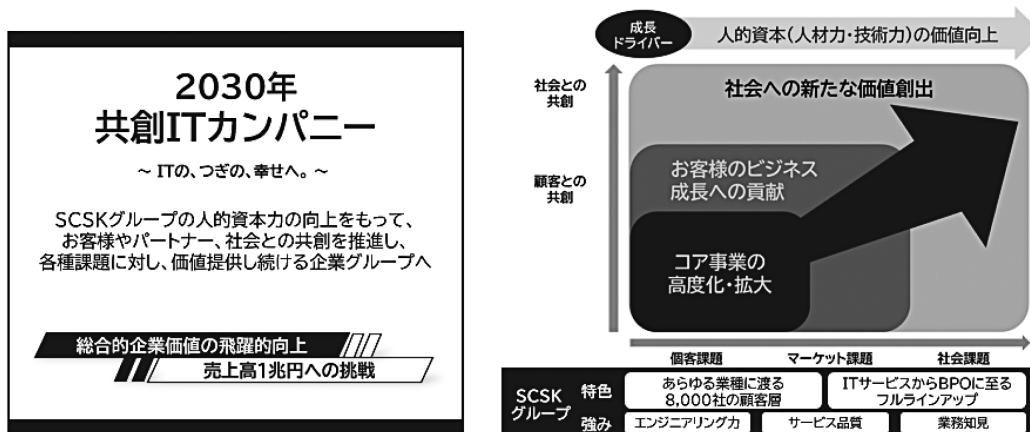 2030年
共創ITカンパニー
~ ITの、つぎの、幸せへ。 ~
SCSKグループの人的資本力の向上をもって、
お客様やパートナー、社会との共創を推進し、
各種課題に対し、価値提供し続ける企業グループへ
総合的企業価値の飛躍的向上
売上高1兆円への挑戦
成長
ドライバー
人的資本(人材力・技術力)の価値向上
社会との
共創
顧客との
共創
社会への新たな価値創出
お客様のビジネス
成長への貢献
コア事業の
高度化・拡大
個客課題
マーケット課題
社会課題
SCSK
グループ
特色
あらゆる業種に渡る
8,000社の顧客層
ITサービスからBPOに至る
フルラインアップ
強み
エンジニアリング力
サービス品質
業務知見